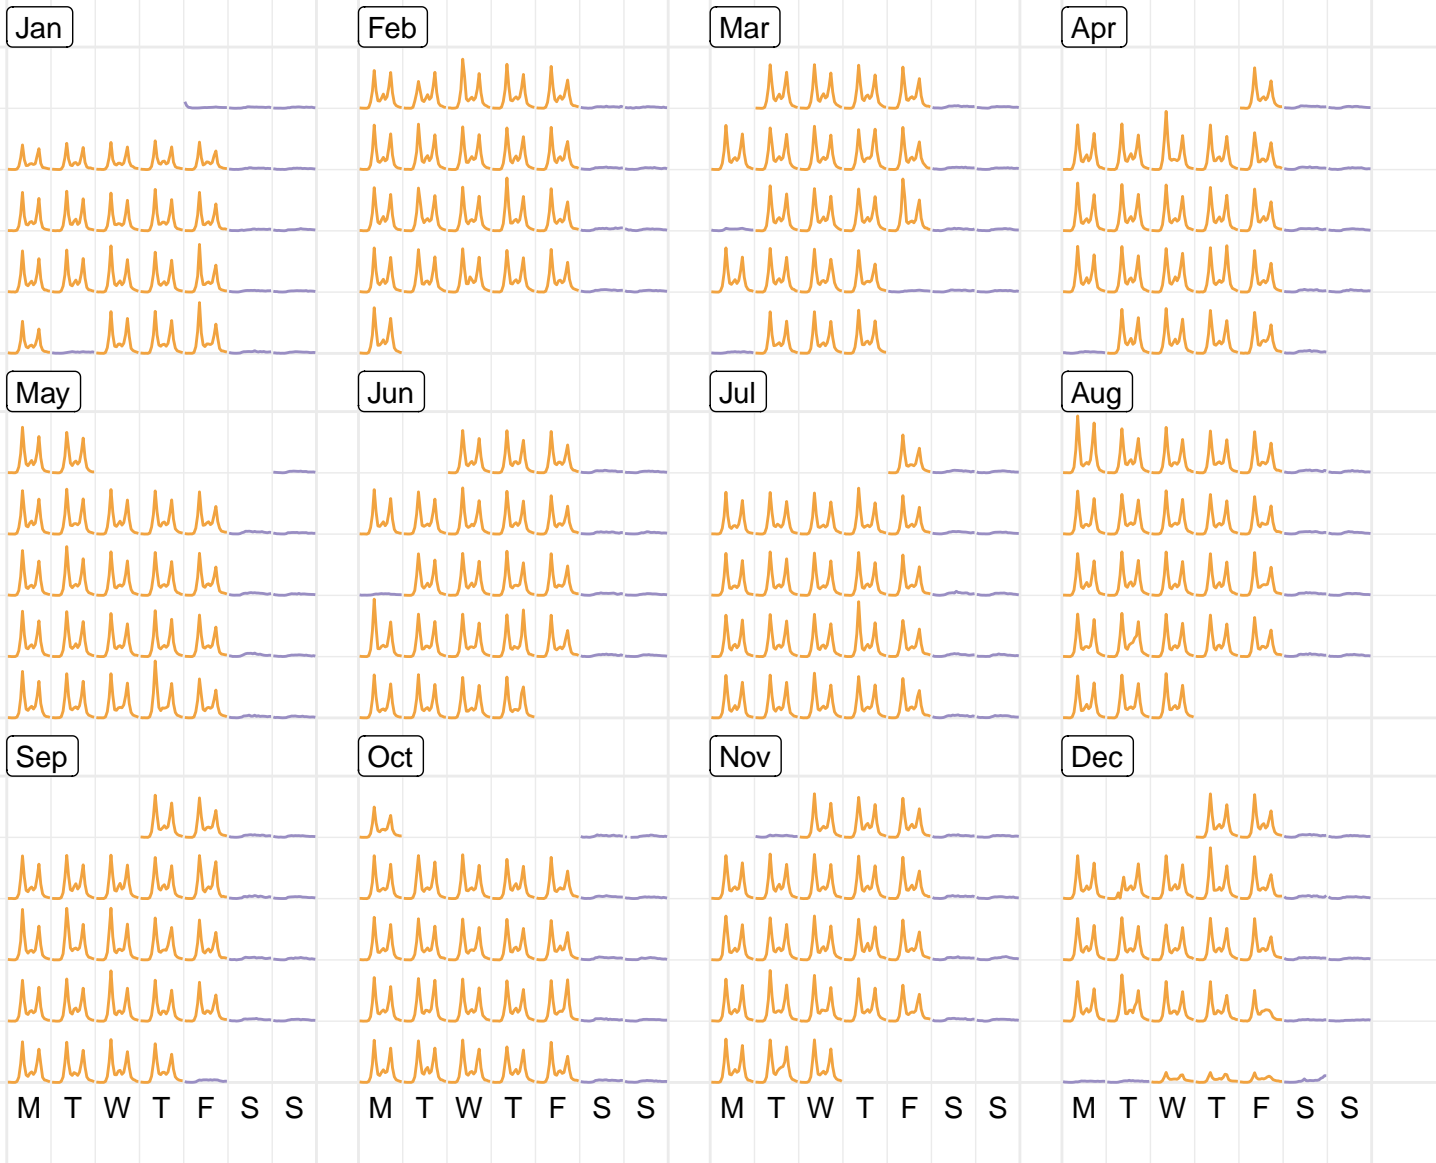 Jan Feb Mar Apr
May Jun Jul Aug
Sep Oct Nov Dec
M T W T F S S M T W T F S S M T W T F S S M T W T F S S